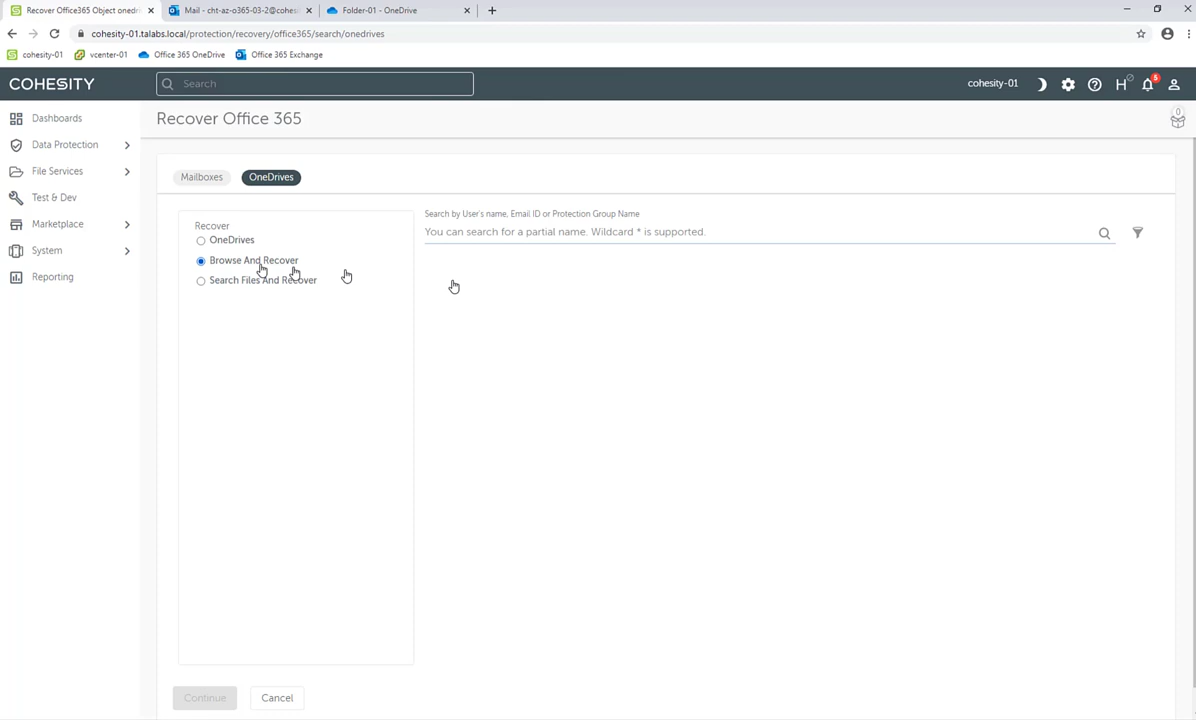 Recover Office365 Object onedri
Mail - cht-az-o365-03-2@cohes
Folder-01 - OneDrive
cohesity-01.talabs.local/protection/recovery/office365/search/onedrives
cohesity-01
vcenter-01
Office 365 OneDrive
Office 365 Exchange
COHESITY
Search
cohesity-01
H
5
Dashboards
Data Protection
File Services
Test & Dev
Marketplace
System
Reporting
Recover Office 365
0
Mailboxes
OneDrives
Recover
OneDrives
Browse And Recover
Search Files And Recover
Search by User's name, Email ID or Protection Group Name
You can search for a partial name. Wildcard * is supported.
Continue
Cancel